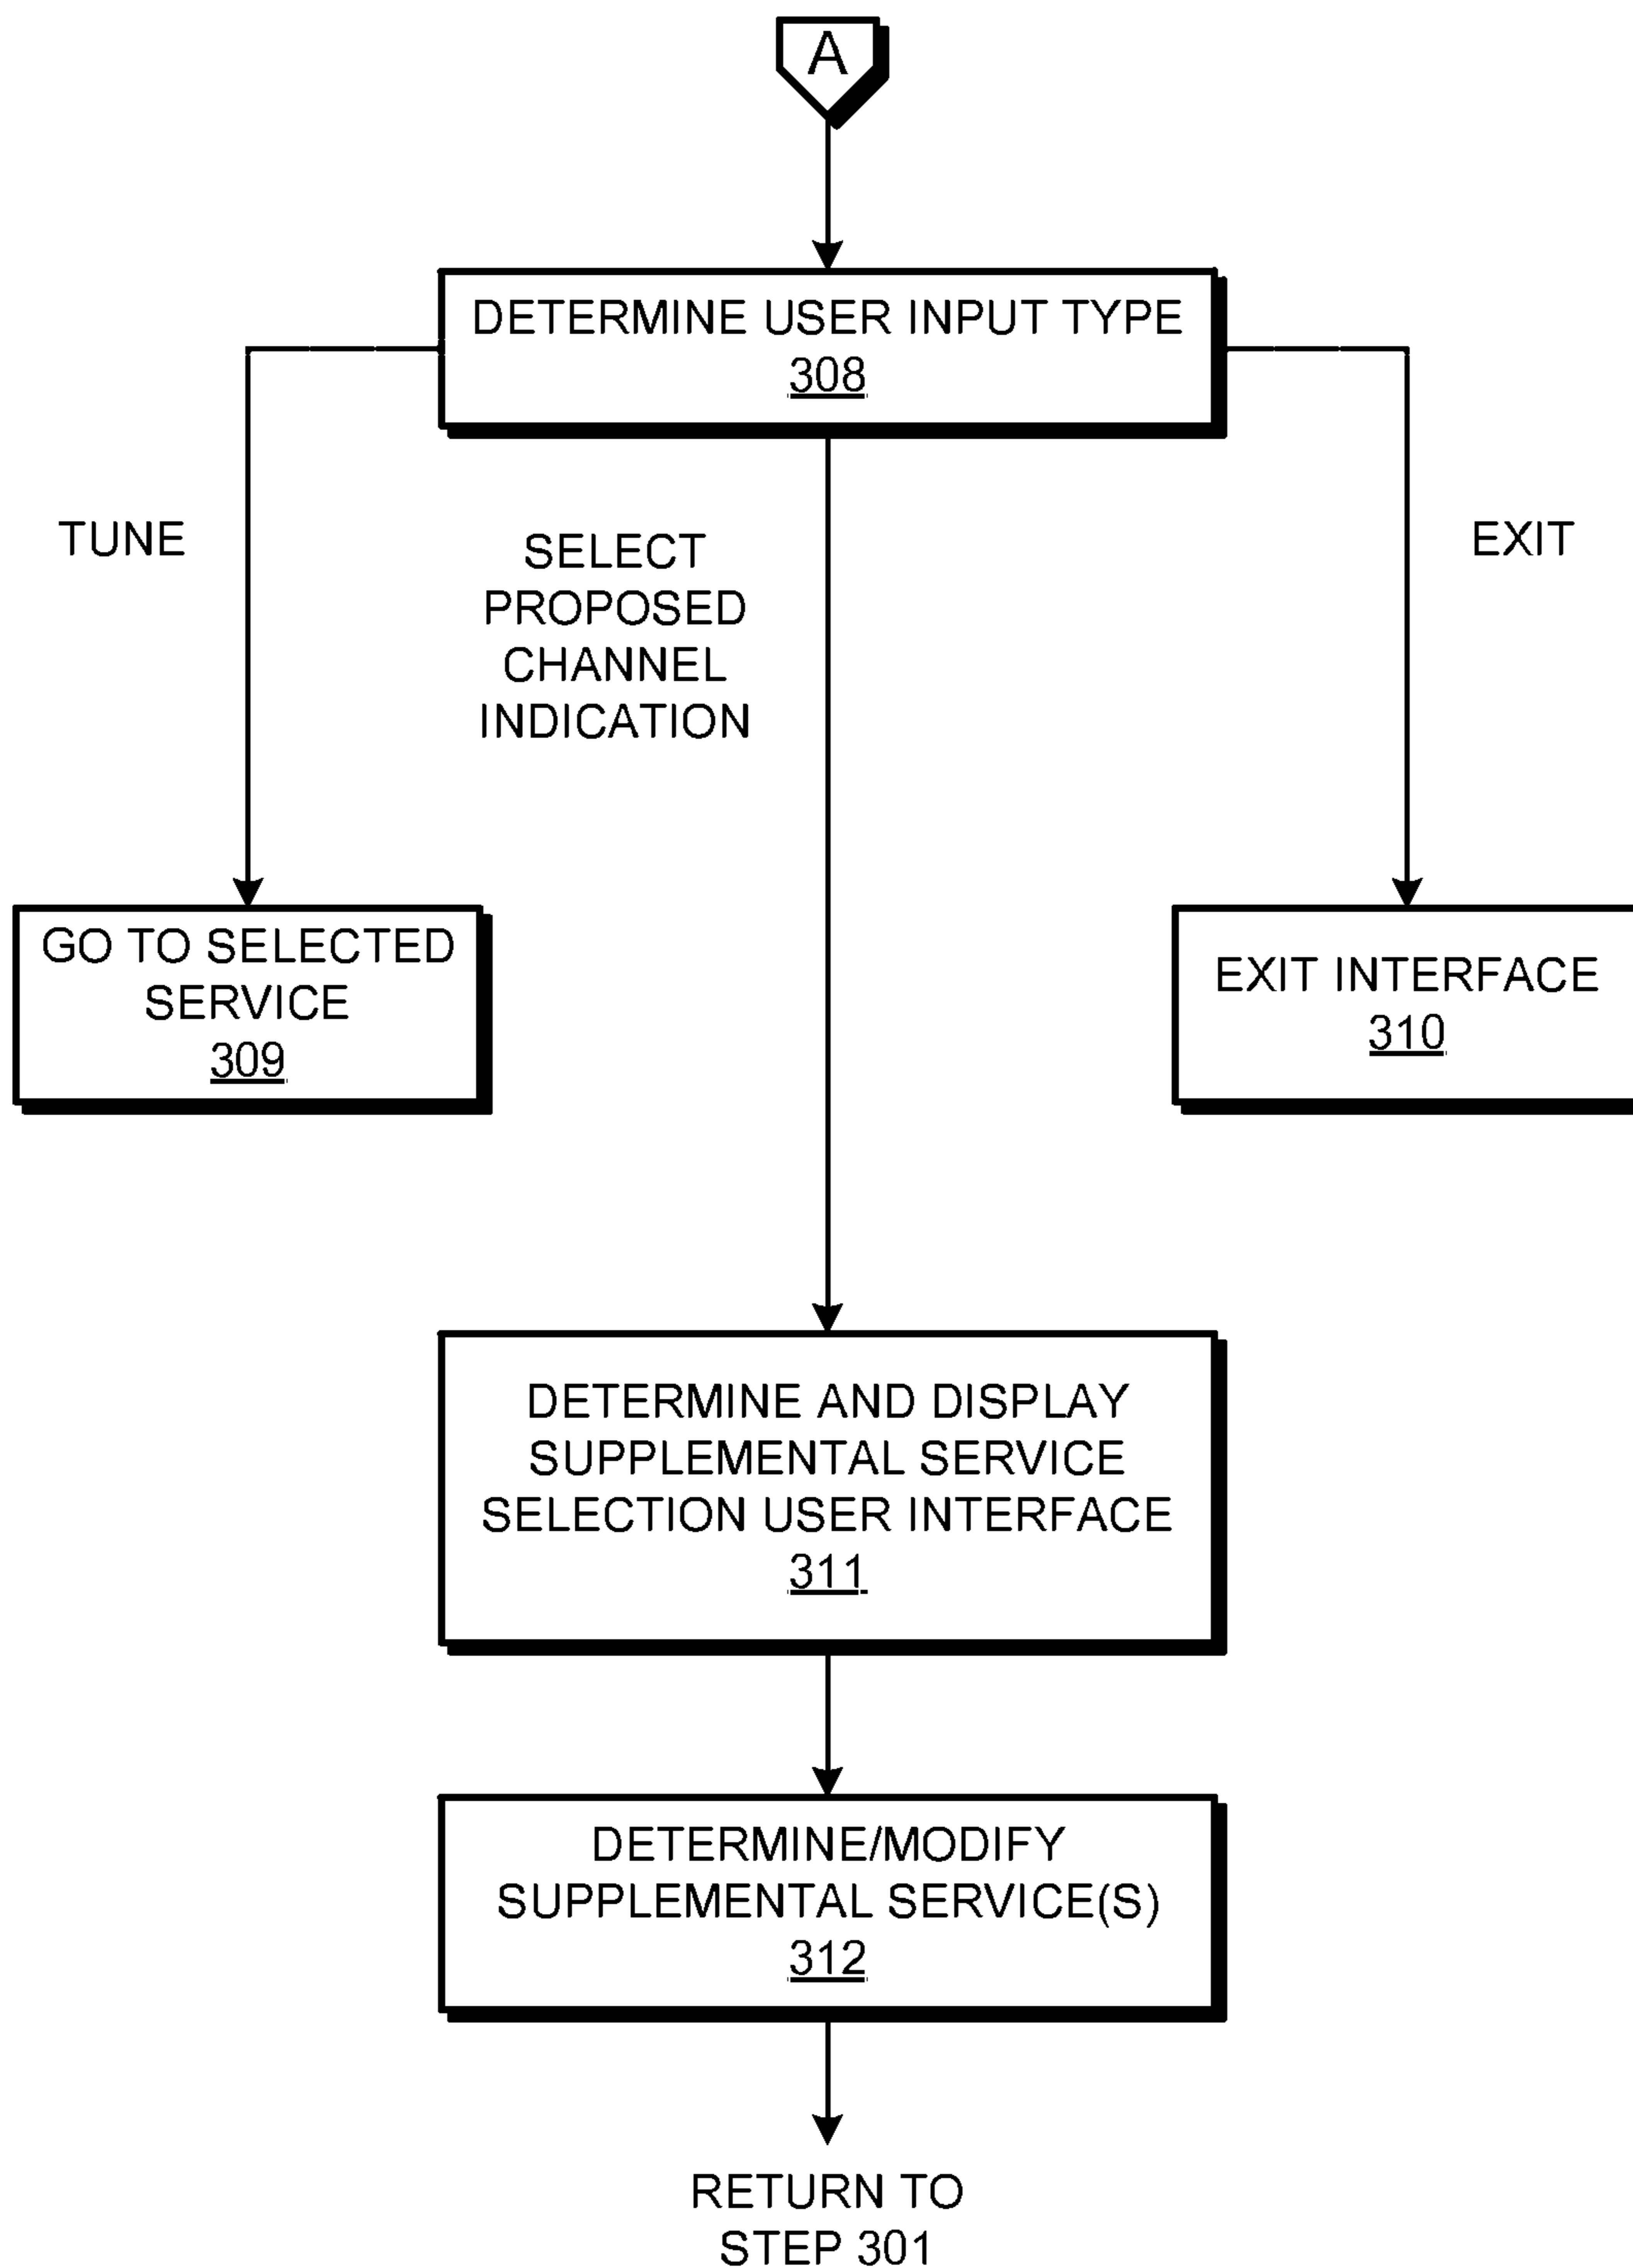 A
DETERMINE USER INPUT TYPE
308
TUNE
SELECT
PROPOSED
CHANNEL
INDICATION
EXIT
GO TO SELECTED
SERVICE
309
EXIT INTERFACE
310
DETERMINE AND DISPLAY
SUPPLEMENTAL SERVICE
SELECTION USER INTERFACE
311
DETERMINE/MODIFY
SUPPLEMENTAL SERVICE(S)
312
RETURN TO
STEP 301